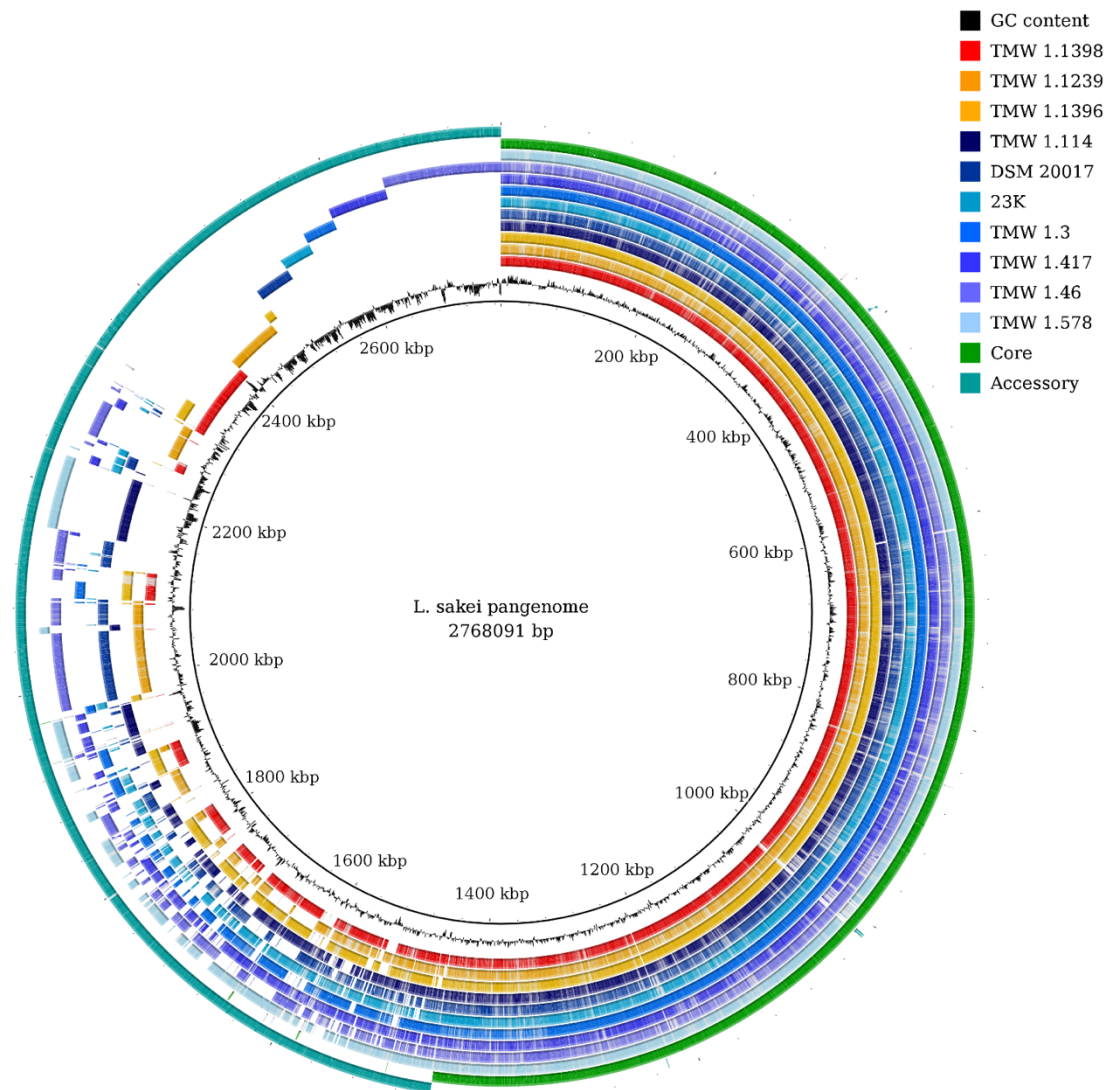 GC content
TMW 1.1398
TMW 1.1239
TMW 1.1396
TMW 1.114
DSM 20017
23K
TMW 1.3
TMW 1.417
TMW 1.46
TMW 1.578
Core
Accessory
200 kbp
400 kbp
600 kbp
800 kbp
1000 kbp
1200 kbp
1400 kbp
1600 kbp
1800 kbp
2000 kbp
2200 kbp
2400 kbp
2600 kbp
L. sakei pangenome
2768091 bp